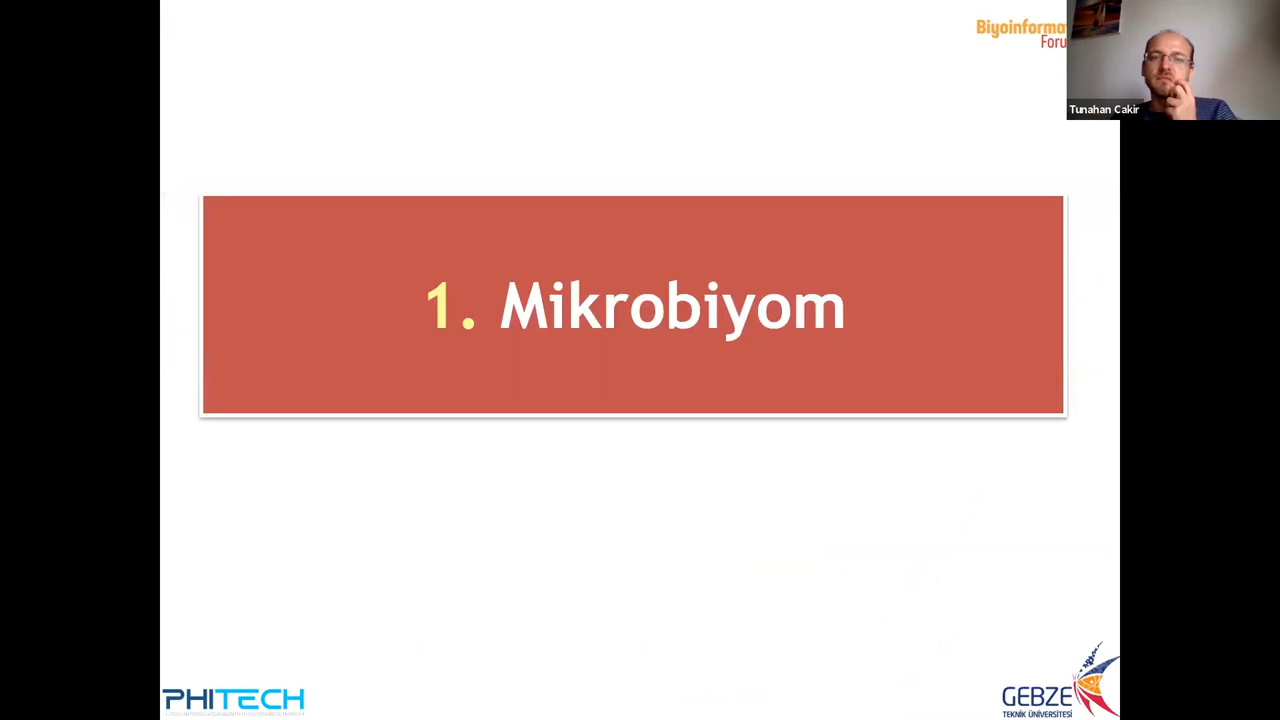 Biyoinforma
Foru
Tunahan Cakir
1. Mikrobiyom
PHITECH
GEBZE
TEKNİK ÜNİVERSİTESİ